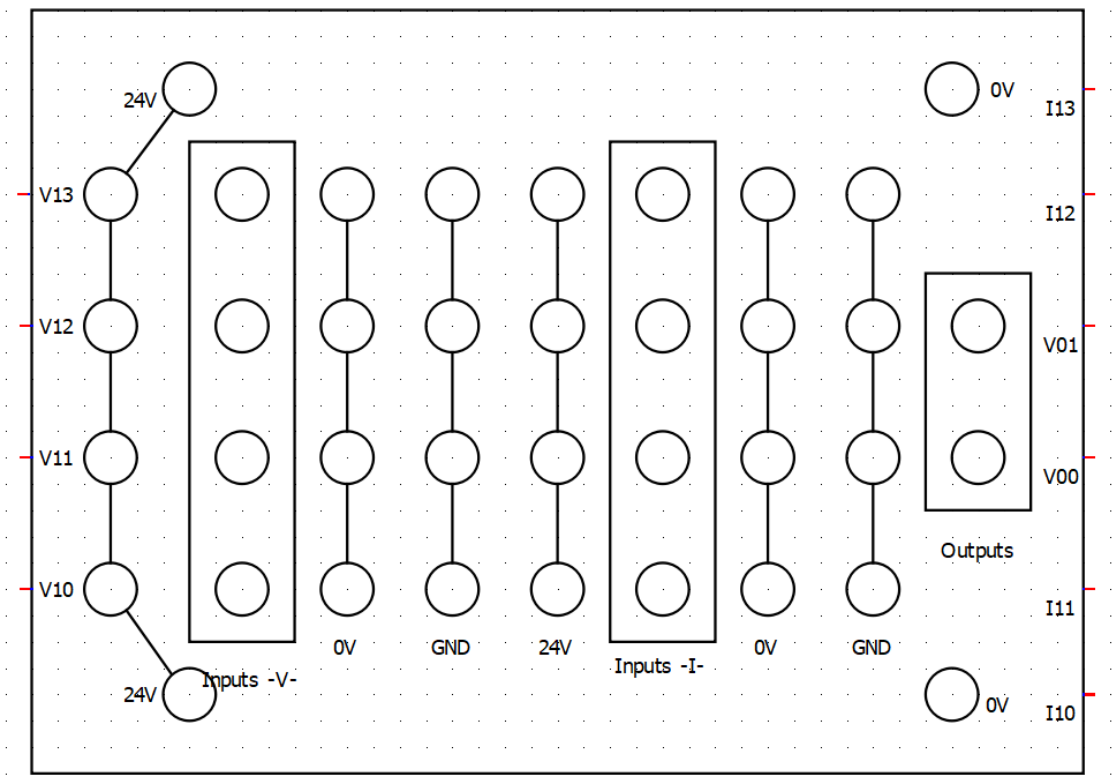 24V
0V
I13
V13
I12
V12
V01
V11
V00
Outputs
V10
I11
0V
GND
24V
0V
GND
Inputs -V-
Inputs -I-
24V
0V
I10